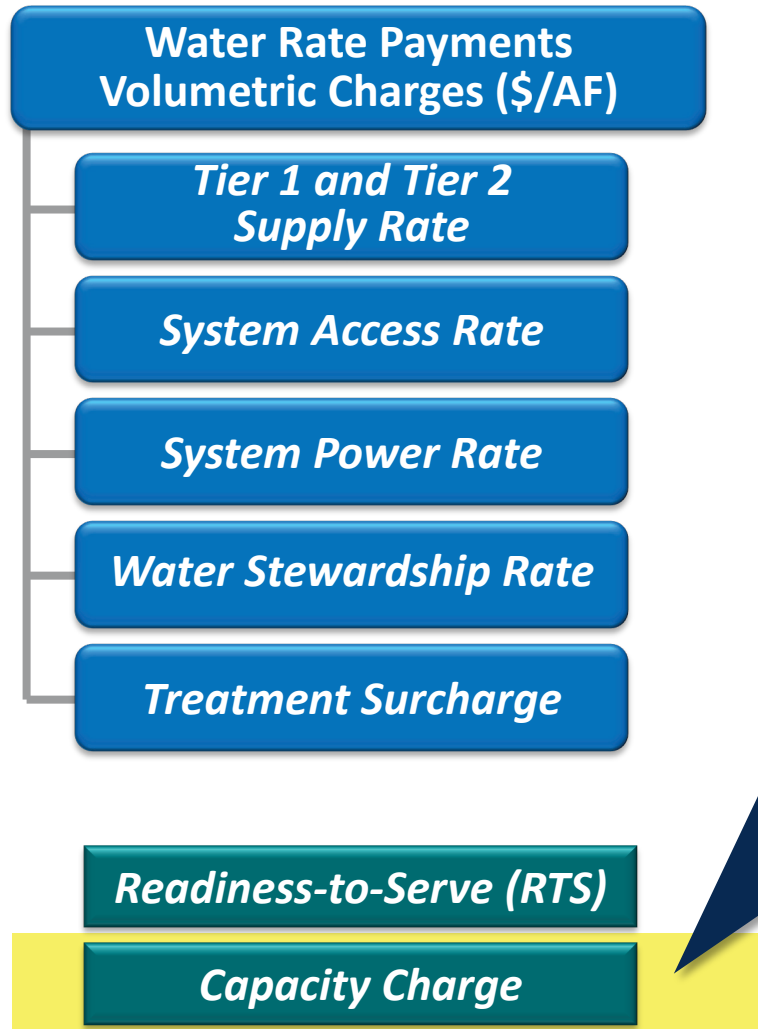 Water Rate Payments
Volumetric Charges ($/AF)
Tier 1 and Tier 2
Supply Rate
System Access Rate
System Power Rate
Water Stewardship Rate
Treatment Surcharge
Readiness-to-Serve (RTS)
Capacity Charge